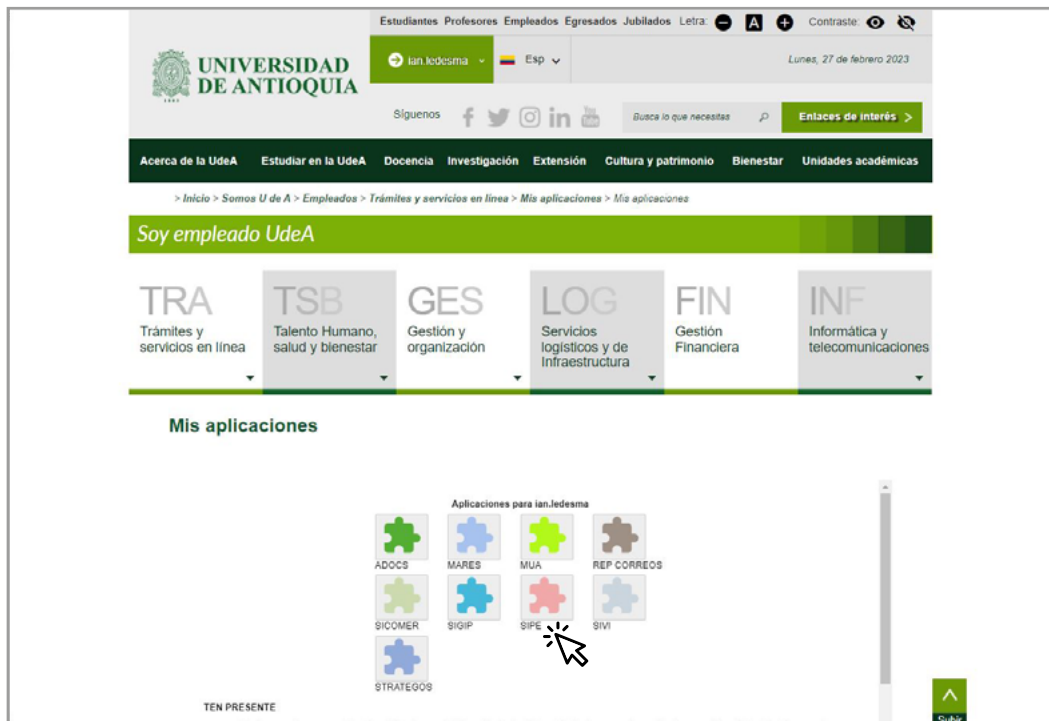 Estudiantes Profesores Empleados Egresados Jubilados Letra: A Contraste:
UNIVERSIDAD
DE ANTIOQUIA
1803
ian.ledesma Esp Lunes, 27 de febrero 2023
Síguenos Busca lo que necesitas Enlaces de interés >
Acerca de la UdeA Estudiar en la UdeA Docencia Investigación Extensión Cultura y patrimonio Bienestar Unidades académicas
> Inicio > Somos U de A > Empleados > Trámites y servicios en línea > Mis aplicaciones > Mis aplicaciones
Soy empleado UdeA
TRA
Trámites y
servicios en línea
TSB
Talento Humano,
salud y bienestar
GES
Gestión y
organización
LOG
Servicios
logísticos y de
Infraestructura
FIN
Gestión
Financiera
INF
Informática y
telecomunicaciones
Mis aplicaciones
Aplicaciones para ian.ledesma
ADOCS MARES MUA REP CORREOS
SICOMER SIGIP SIPE SIVI
STRATEGOS
TEN PRESENTE
Subir